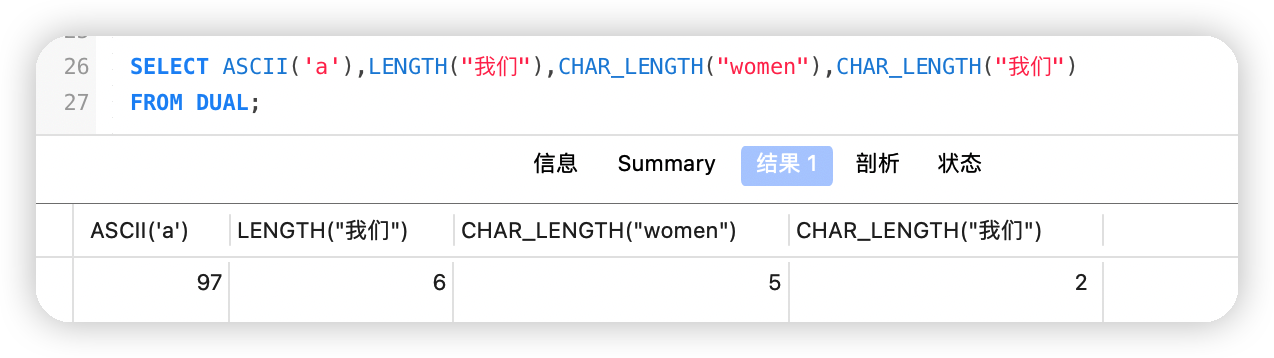 26 SELECT ASCII('a'),LENGTH("我们"),CHAR_LENGTH("women"),CHAR_LENGTH("我们")
27 FROM DUAL;
信息 Summary 结果 1 剖析 状态
ASCII('a') LENGTH("我们") CHAR_LENGTH("women") CHAR_LENGTH("我们")
97 6 5 2